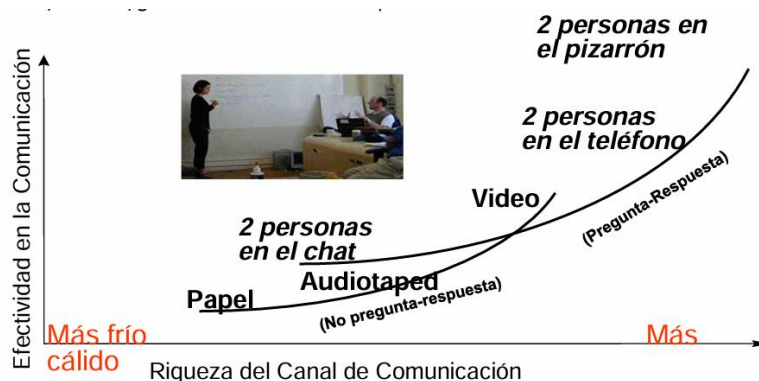 2 personas en
el pizarrón
2 personas
en el teléfono
Video
(Pregunta-Respuesta)
2 personas
en el chat
Audiotaped
Papel
(No pregunta-respuesta)
Efectividad en la Comunicación
Más frío
cálido
Más
Riqueza del Canal de Comunicación